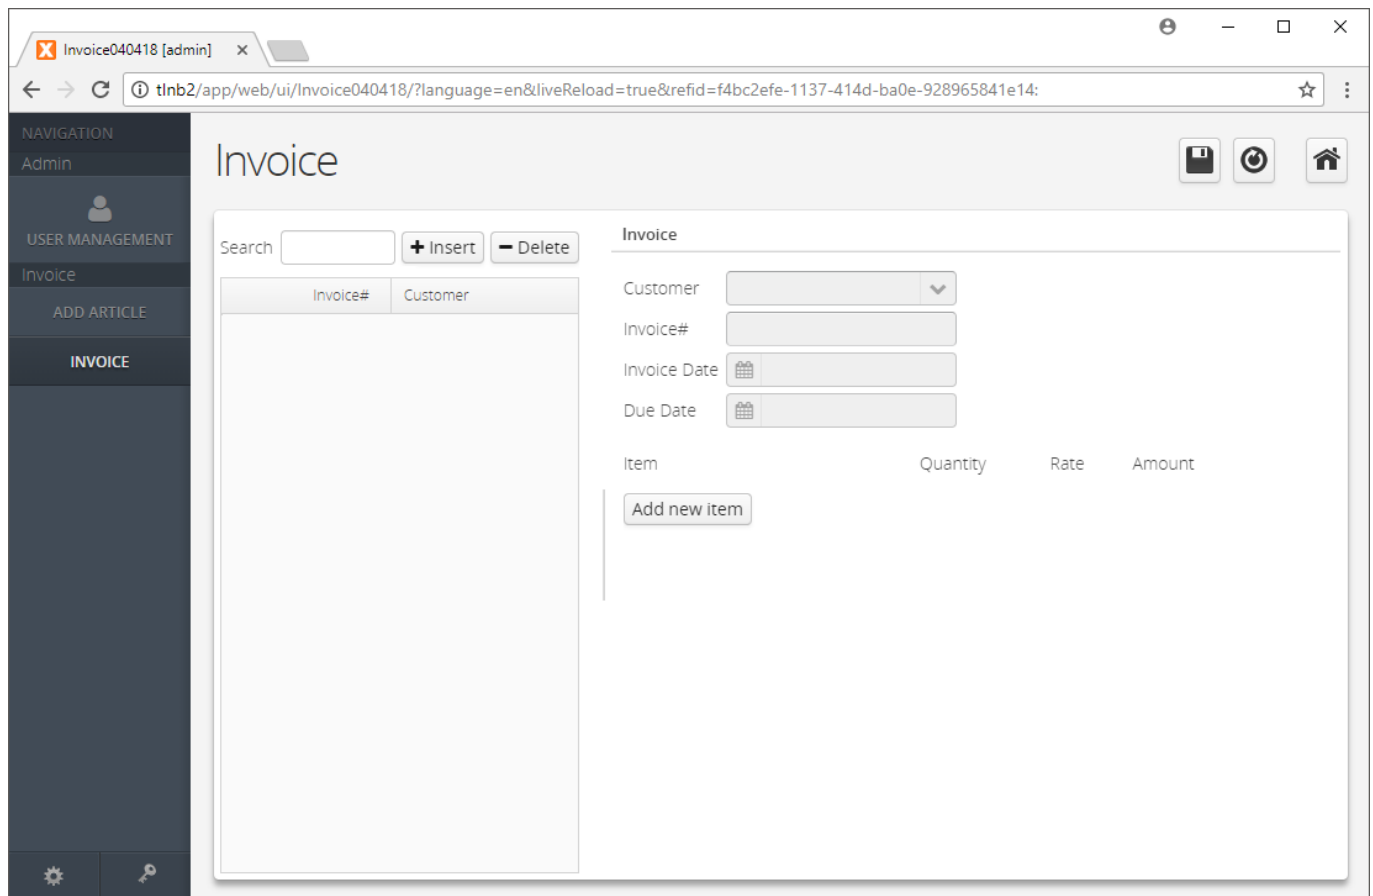 Invoice040418 [admin]
tlnb2/app/web/ui/Invoice040418/?language=en&liveReload=true&refid=f4bc2efe-1137-414d-ba0e-928965841e14:
NAVIGATION
Admin
USER MANAGEMENT
Invoice
ADD ARTICLE
INVOICE
Invoice
Search Insert Delete
Invoice# Customer
Invoice
Customer
Invoice#
Invoice Date
Due Date
Item Quantity Rate Amount
Add new item